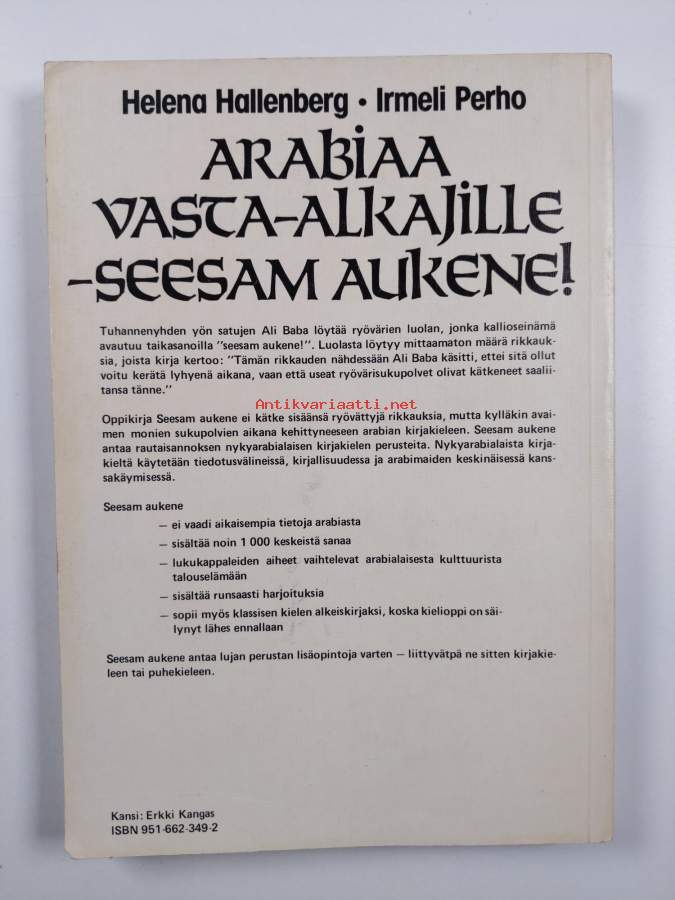 Helena Hallenberg • Irmeli Perho
ARABIAA
VASTA-ALKAJILLE
-SEESAM AUKENE!
Tuhannenyhden yön satujen Ali Baba löytää ryövärien luolan, jonka kallioseinämä
avautuu taikasanoilla "seesam aukene!". Luolasta löytyy mittaamaton määrä rikkauk-
sia, joista kirja kertoo: "Tämän rikkauden nähdessään Ali Baba käsitti, ettei sitä ollut
voitu kerätä lyhyenä aikana, vaan että useat ryövärisukupolvet olivat kätkeneet saalii-
tansa tänne."
Antikvariaatti.net
Oppikirja Seesam aukene ei kätke sisäänsä ryövättyjä rikkauksia, mutta kylläkin avai-
men monien sukupolvien aikana kehittyneeseen arabian kirjakieleen. Seesam aukene
antaa rautaisannoksen nykyarabialaisen kirjakielen perusteita. Nykyarabialaista kirja-
kieltä käytetään tiedotusvälineissä, kirjallisuudessa ja arabimaiden keskinäisessä kans-
sakäymisessä.
Seesam aukene
— ei vaadi aikaisempia tietoja arabiasta
— sisältää noin 1 000 keskeistä sanaa
— lukukappaleiden aiheet vaihtelevat arabialaisesta kulttuurista
talouselämään
— sisältää runsaasti harjoituksia
— sopii myös klassisen kielen alkeiskirjaksi, koska kielioppi on säi-
lynyt lähes ennallaan
Seesam aukene antaa lujan perustan lisäopintoja varten — liittyvätpä ne sitten kirjakie-
leen tai puhekieleen.
Kansi: Erkki Kangas
ISBN 951-662-349-2